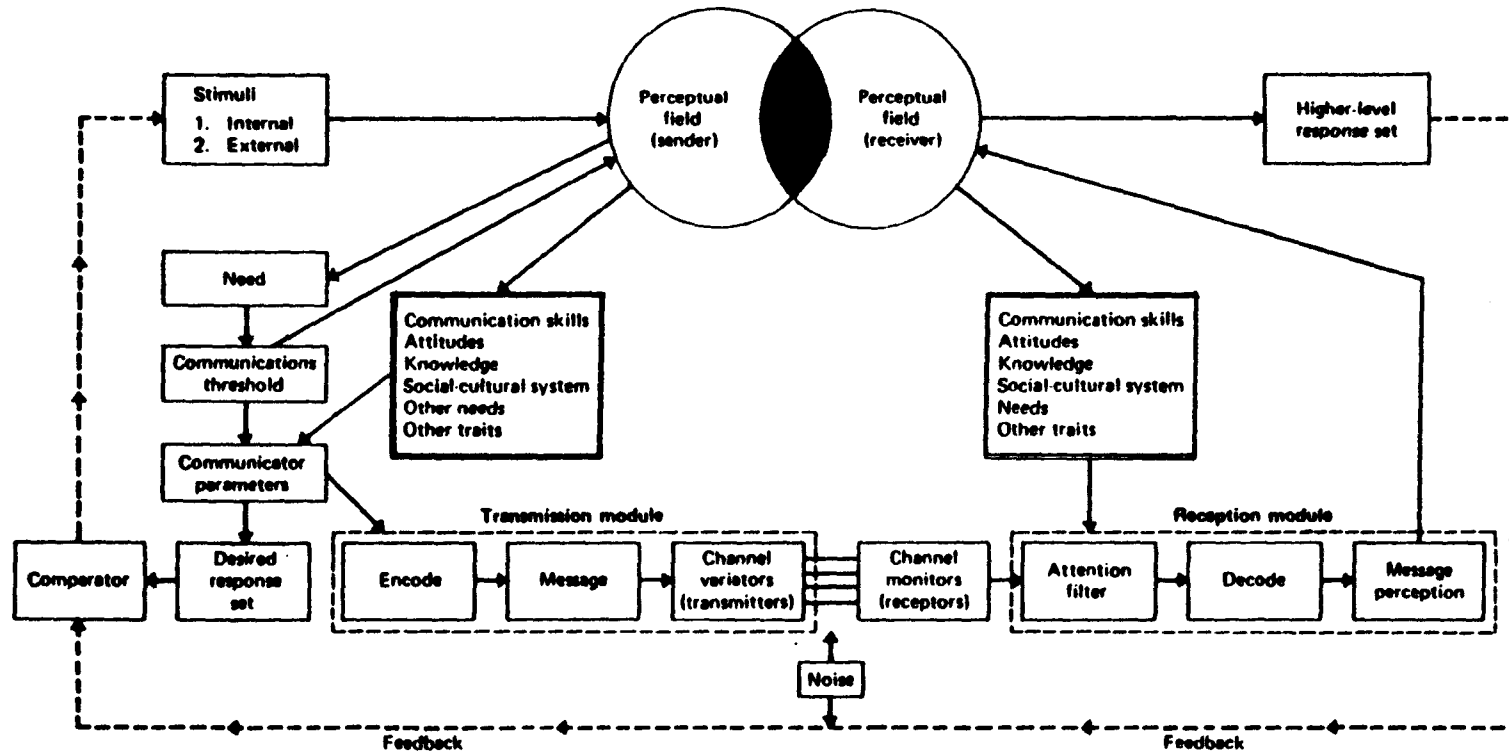 Stimuli
1. Internal
2. External
Perceptual
field
(sender)
Perceptual
field
(receiver)
Higher-level
response set
Need
Communications
threshold
Communicator
parameters
Desired
response
set
Comparator
Communication skills
Attitudes
Knowledge
Social-cultural system
Other needs
Other traits
Communication skills
Attitudes
Knowledge
Social-cultural system
Needs
Other traits
Transmission module
Encode
Message
Channel
variators
(transmitters)
Channel
monitors
(receptors)
Reception module
Attention
filter
Decode
Message
perception
Noise
Feedback
Feedback